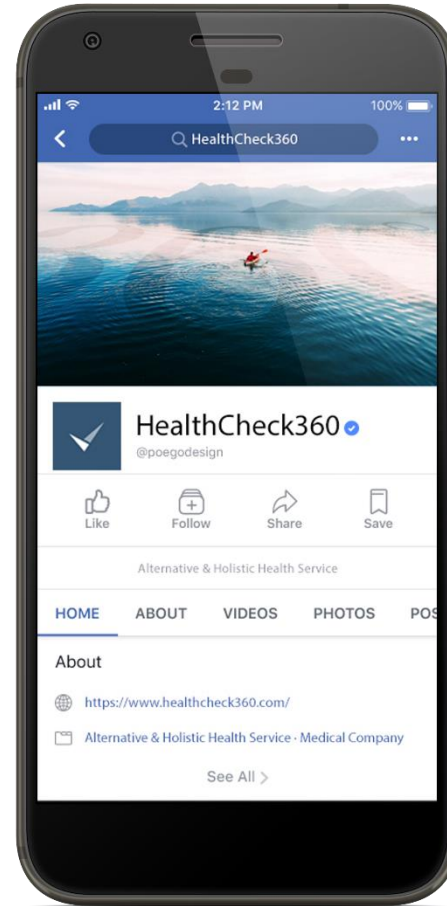 2:12 PM
100%
HealthCheck360
HealthCheck360
@poegodesign
Like
Follow
Share
Save
Alternative & Holistic Health Service
HOME
ABOUT
VIDEOS
PHOTOS
POS
About
https://www.healthcheck360.com/
Alternative & Holistic Health Service · Medical Company
See All >